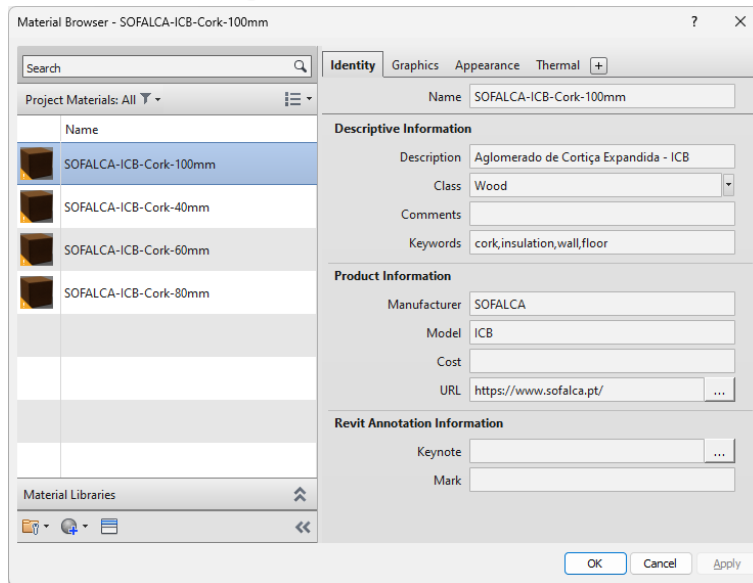 Material Browser - SOFALCA-ICB-Cork-100mm
? ×
Search
Project Materials: All
Name
SOFALCA-ICB-Cork-100mm
SOFALCA-ICB-Cork-40mm
SOFALCA-ICB-Cork-60mm
SOFALCA-ICB-Cork-80mm
Material Libraries
Identity Graphics Appearance Thermal +
Name SOFALCA-ICB-Cork-100mm
Descriptive Information
Description Aglomerado de Cortiça Expandida - ICB
Class Wood
Comments
Keywords cork,insulation,wall,floor
Product Information
Manufacturer SOFALCA
Model ICB
Cost
URL https://www.sofalca.pt/ ...
Revit Annotation Information
Keynote ...
Mark
OK Cancel Apply